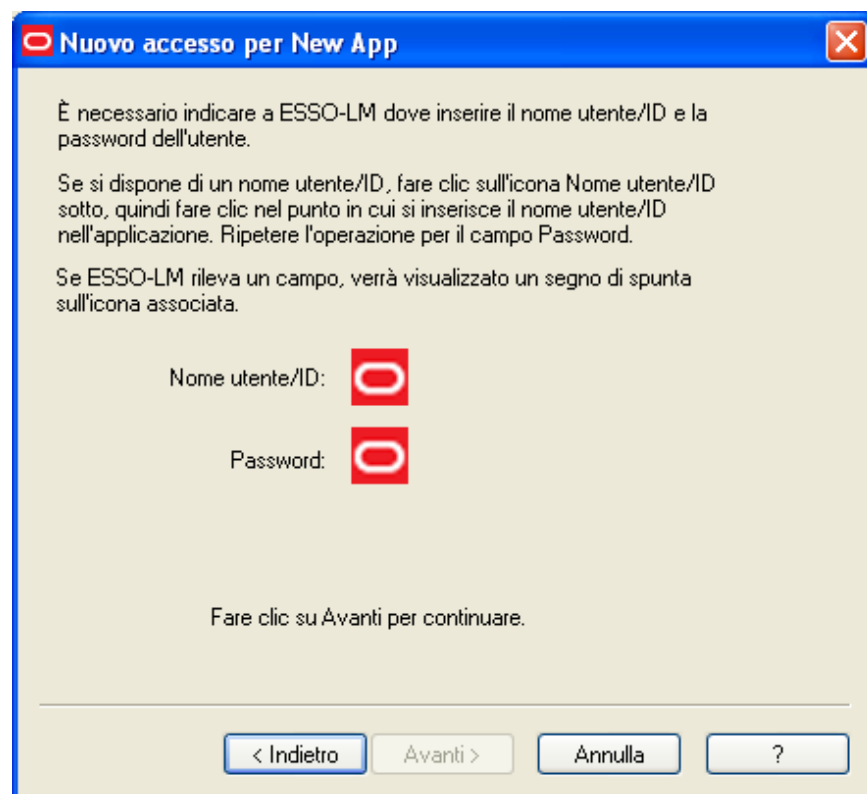 Nuovo accesso per New App
È necessario indicare a ESSO-LM dove inserire il nome utente/ID e la
password dell'utente.
Se si dispone di un nome utente/ID, fare clic sull'icona Nome utente/ID
sotto, quindi fare clic nel punto in cui si inserisce il nome utente/ID
nell'applicazione. Ripetere l'operazione per il campo Password.
Se ESSO-LM rileva un campo, verrà visualizzato un segno di spunta
sull'icona associata.
Nome utente/ID:
Password:
Fare clic su Avanti per continuare.
< Indietro Avanti > Annulla ?